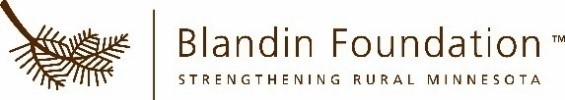 Blandin Foundation™
STRENGTHENING RURAL MINNESOTA